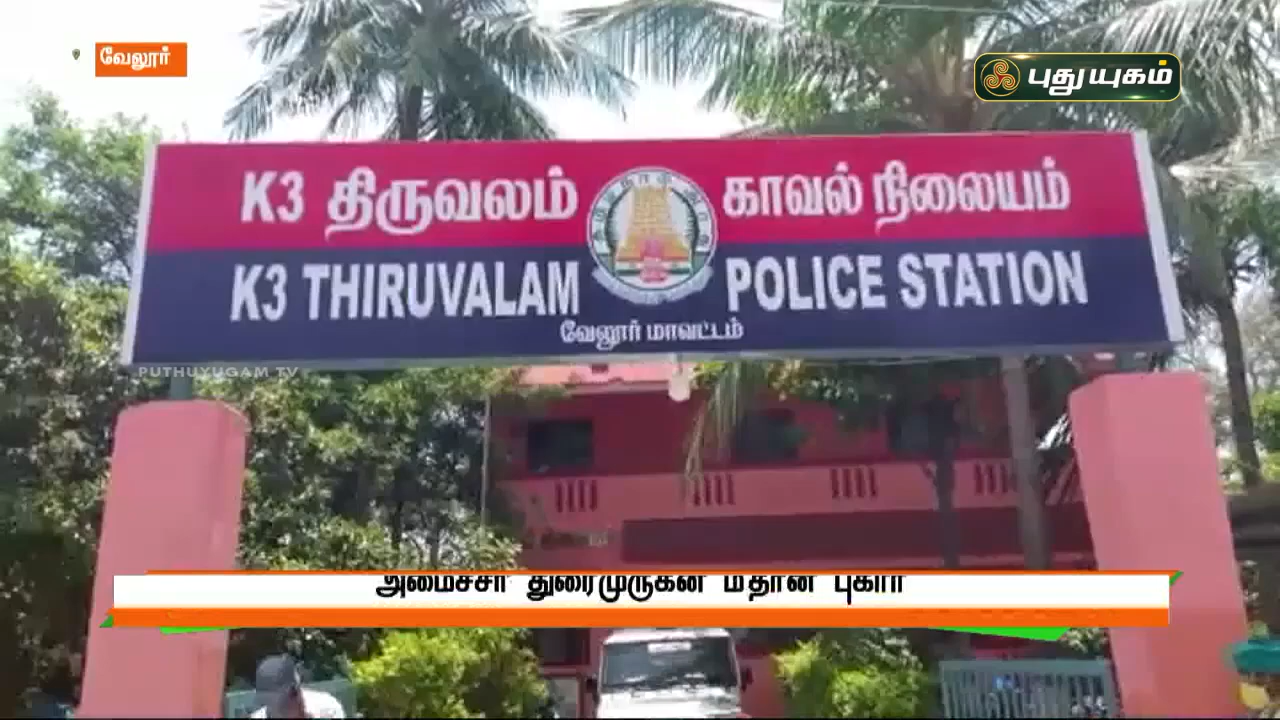 வேலூர்
புதுயுகம்
K3 திருவலம் காவல் நிலையம்
K3 THIRUVALAM POLICE STATION
வேலூர் மாவட்டம்
PUTHUYUGAM TV
அமைச்சர் துரைமுருகன் மீதான புகார்